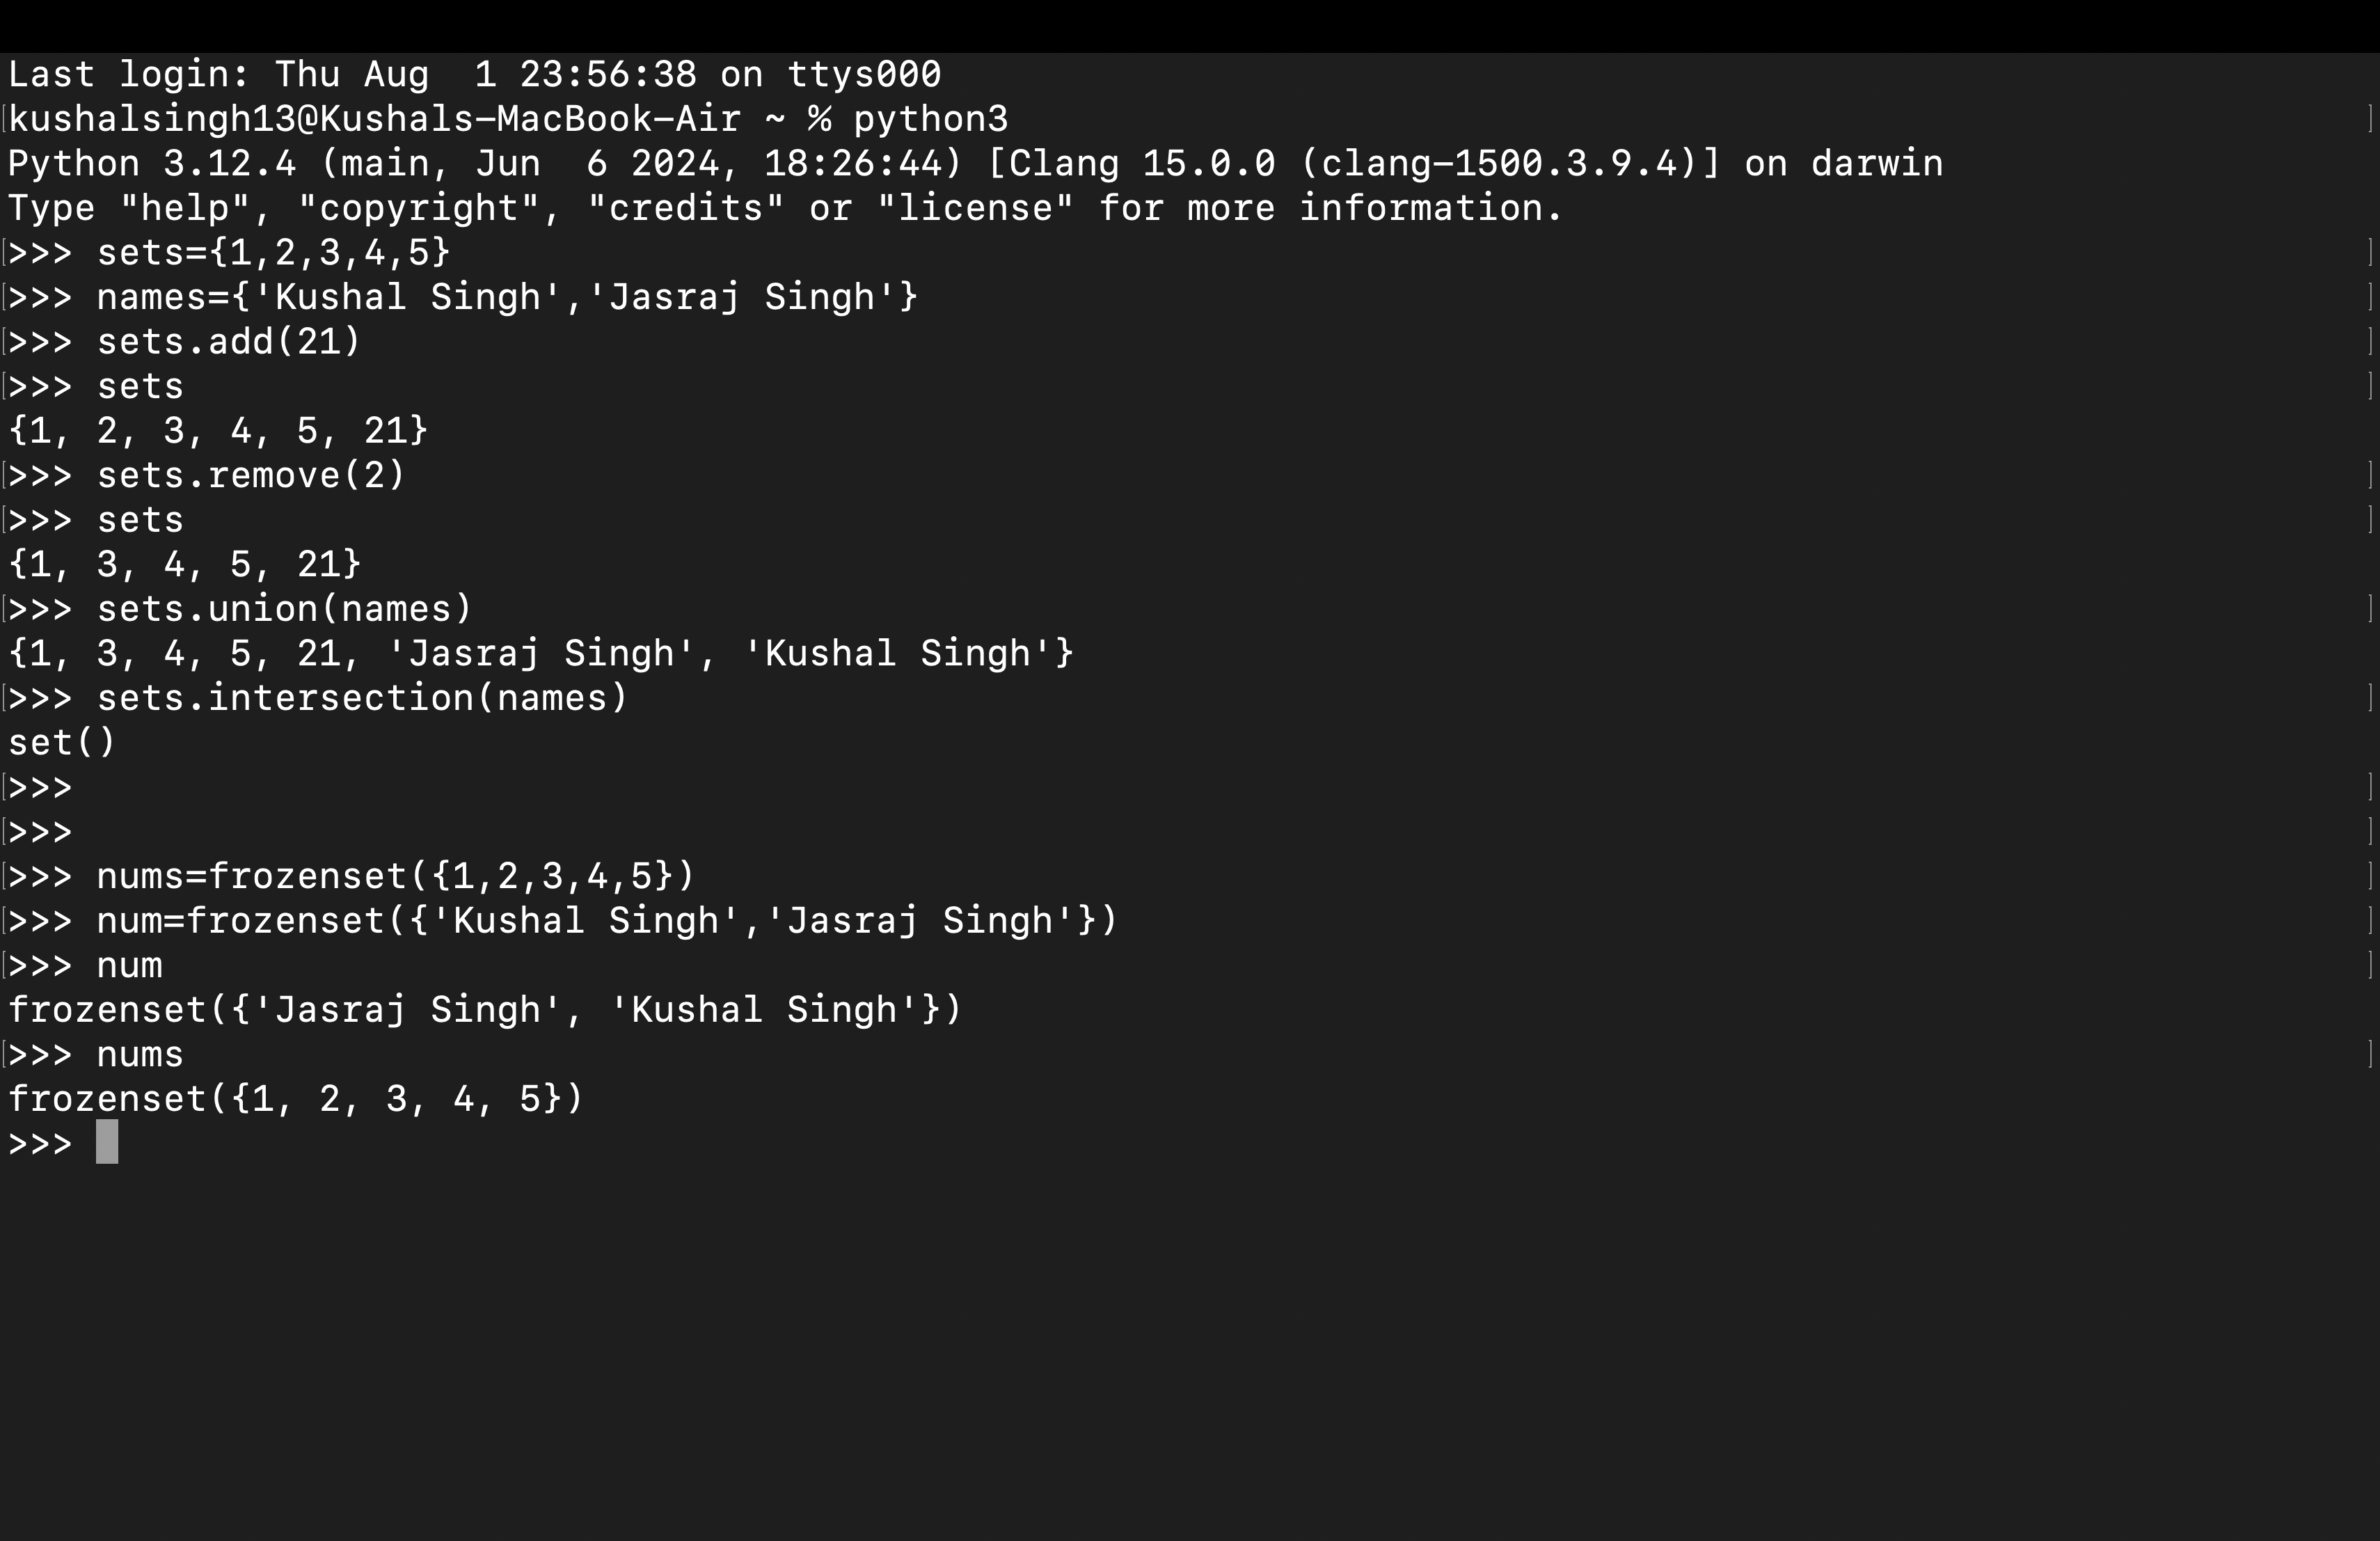 Last login: Thu Aug  1 23:56:38 on ttys000
[kushalsingh13@Kushals-MacBook-Air ~ % python3 ]
Python 3.12.4 (main, Jun  6 2024, 18:26:44) [Clang 15.0.0 (clang-1500.3.9.4)] on darwin
Type "help", "copyright", "credits" or "license" for more information.
[>>> sets={1,2,3,4,5} ]
[>>> names={'Kushal Singh','Jasraj Singh'} ]
[>>> sets.add(21) ]
[>>> sets ]
{1, 2, 3, 4, 5, 21}
[>>> sets.remove(2) ]
[>>> sets ]
{1, 3, 4, 5, 21}
[>>> sets.union(names) ]
{1, 3, 4, 5, 21, 'Jasraj Singh', 'Kushal Singh'}
[>>> sets.intersection(names) ]
set()
[>>> ]
[>>> ]
[>>> nums=frozenset({1,2,3,4,5}) ]
[>>> num=frozenset({'Kushal Singh','Jasraj Singh'}) ]
[>>> num ]
frozenset({'Jasraj Singh', 'Kushal Singh'})
[>>> nums ]
frozenset({1, 2, 3, 4, 5})
>>>